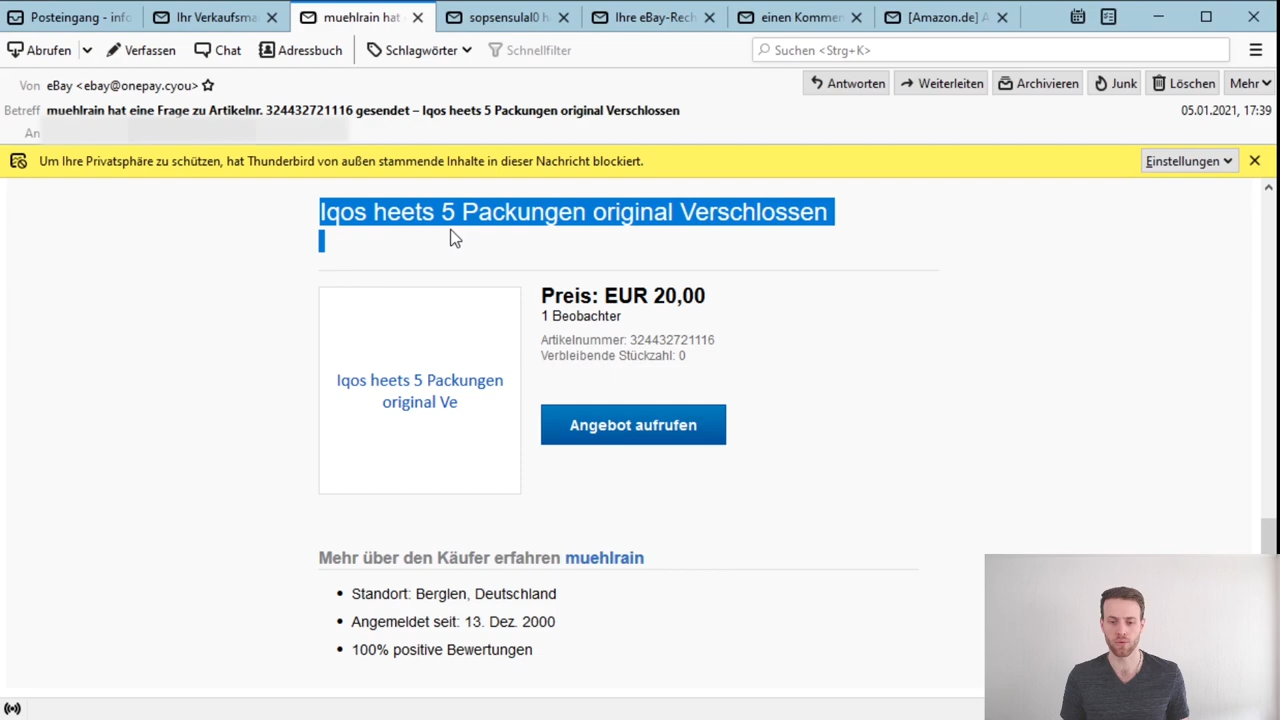 Posteingang - info
Ihr Verkaufsma
muehlrain hat
sopsensulal0 h
Ihre eBay-Rech
einen Kommen
[Amazon.de] A
Abrufen
Verfassen
Chat
Adressbuch
Schlagwörter
Schnellfilter
Suchen <Strg+K>
Von eBay <ebay@onepay.cyou>
Antworten
Weiterleiten
Archivieren
Junk
Löschen
Mehr
Betreff muehlrain hat eine Frage zu Artikelnr. 324432721116 gesendet – Iqos heets 5 Packungen original Verschlossen
05.01.2021, 17:39
An
Um Ihre Privatsphäre zu schützen, hat Thunderbird von außen stammende Inhalte in dieser Nachricht blockiert.
Einstellungen
Iqos heets 5 Packungen original Verschlossen
Iqos heets 5 Packungen
original Ve
Preis: EUR 20,00
1 Beobachter
Artikelnummer: 324432721116
Verbleibende Stückzahl: 0
Angebot aufrufen
Mehr über den Käufer erfahren muehlrain
• Standort: Berglen, Deutschland
• Angemeldet seit: 13. Dez. 2000
• 100% positive Bewertungen